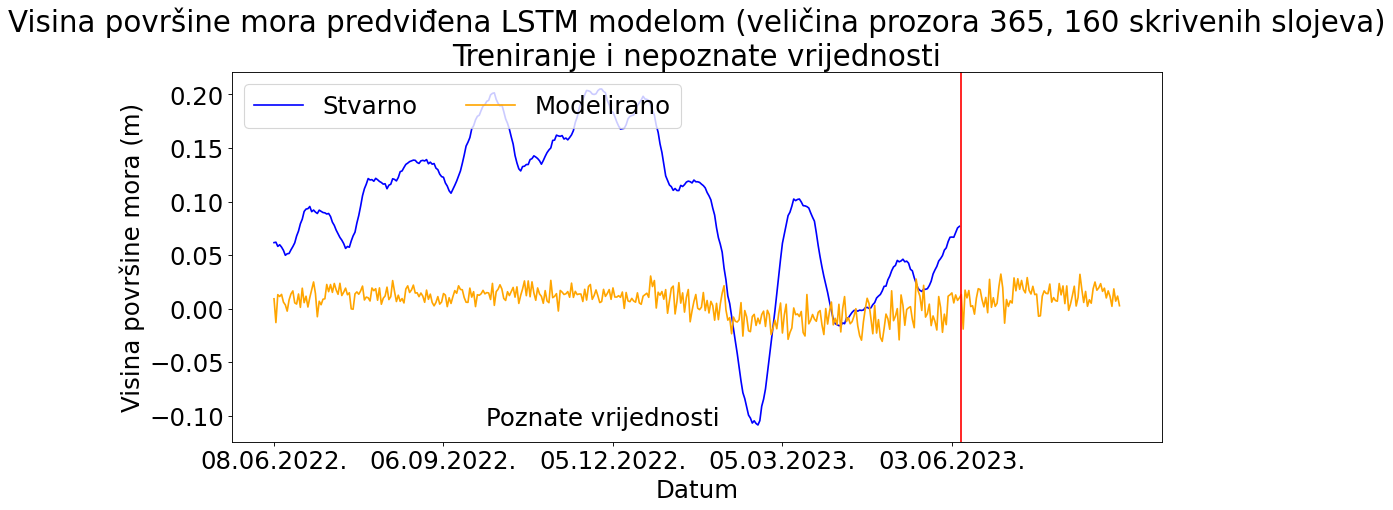 Visina površine mora predviđena LSTM modelom (veličina prozora 365, 160 skrivenih slojeva)
Treniranje i nepoznate vrijednosti
Stvarno Modelirano
Visina površine mora (m)
0.20
0.15
0.10
0.05
0.00
−0.05
−0.10
Poznate vrijednosti
08.06.2022. 06.09.2022. 05.12.2022. 05.03.2023. 03.06.2023.
Datum